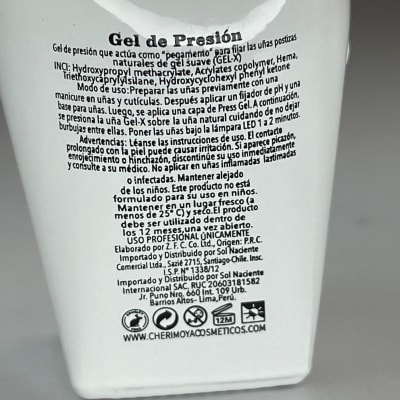 Gel de Presión
Gel de presión que actúa como "pegamento" para fijar las uñas postizas
naturales de gel suave (GEL-X)
INCI: Hydroxypropyl methacrylate, Acrylates copolymer, Hema,
Triethoxycaprylylsilane, Hydroxycyclohexyl phenyl ketone
Modo de uso:Preparar las uñas previamente con una
manicure en uñas y cutículas. Después aplicar un fijador de pH y una
base para uñas. Luego, se aplica una capa de Press Gel. A continuación,
se presiona la uña Gel-X sobre la uña natural cuidando de no dejar
burbujas entre ellas. Poner las uñas bajo la lámpara LED 1 a 2 minutos.
Advertencias: Léanse las instrucciones de uso. El contacto
prolongado con la piel puede causar irritación. Si aparece picazón,
enrojecimiento o hinchazón, discontinúe su uso inmediatamente
y consulte a su médico. No aplicar en uñas inflamadas lastimadas
o infectadas. Mantener alejado
de los niños. Este producto no está
formulado para su uso en niños.
Mantener en un lugar fresco (a
menos de 25° C) y seco.El producto
debe ser utilizado dentro de
los 12 meses,una vez abierto.
USO PROFESIONAL ÚNICAMENTE
Elaborado por Z. F. C. Co. Ltd., Origen: P.R.C.
Importado y Distribuido por Sol Naciente
Comercial Ltda., Sazié 2715, Santiago-Chile. Insc.
I.S.P N° 1338/12
Importado y Distribuido por Sol Naciente
Internacional SAC, RUC 20603181582
Jr. Puno Nro. 660 Int. 109 Urb.
Barrios Altos- Lima,Perú.
12M
WWW.CHERIMOYACOSMETICOS.COM